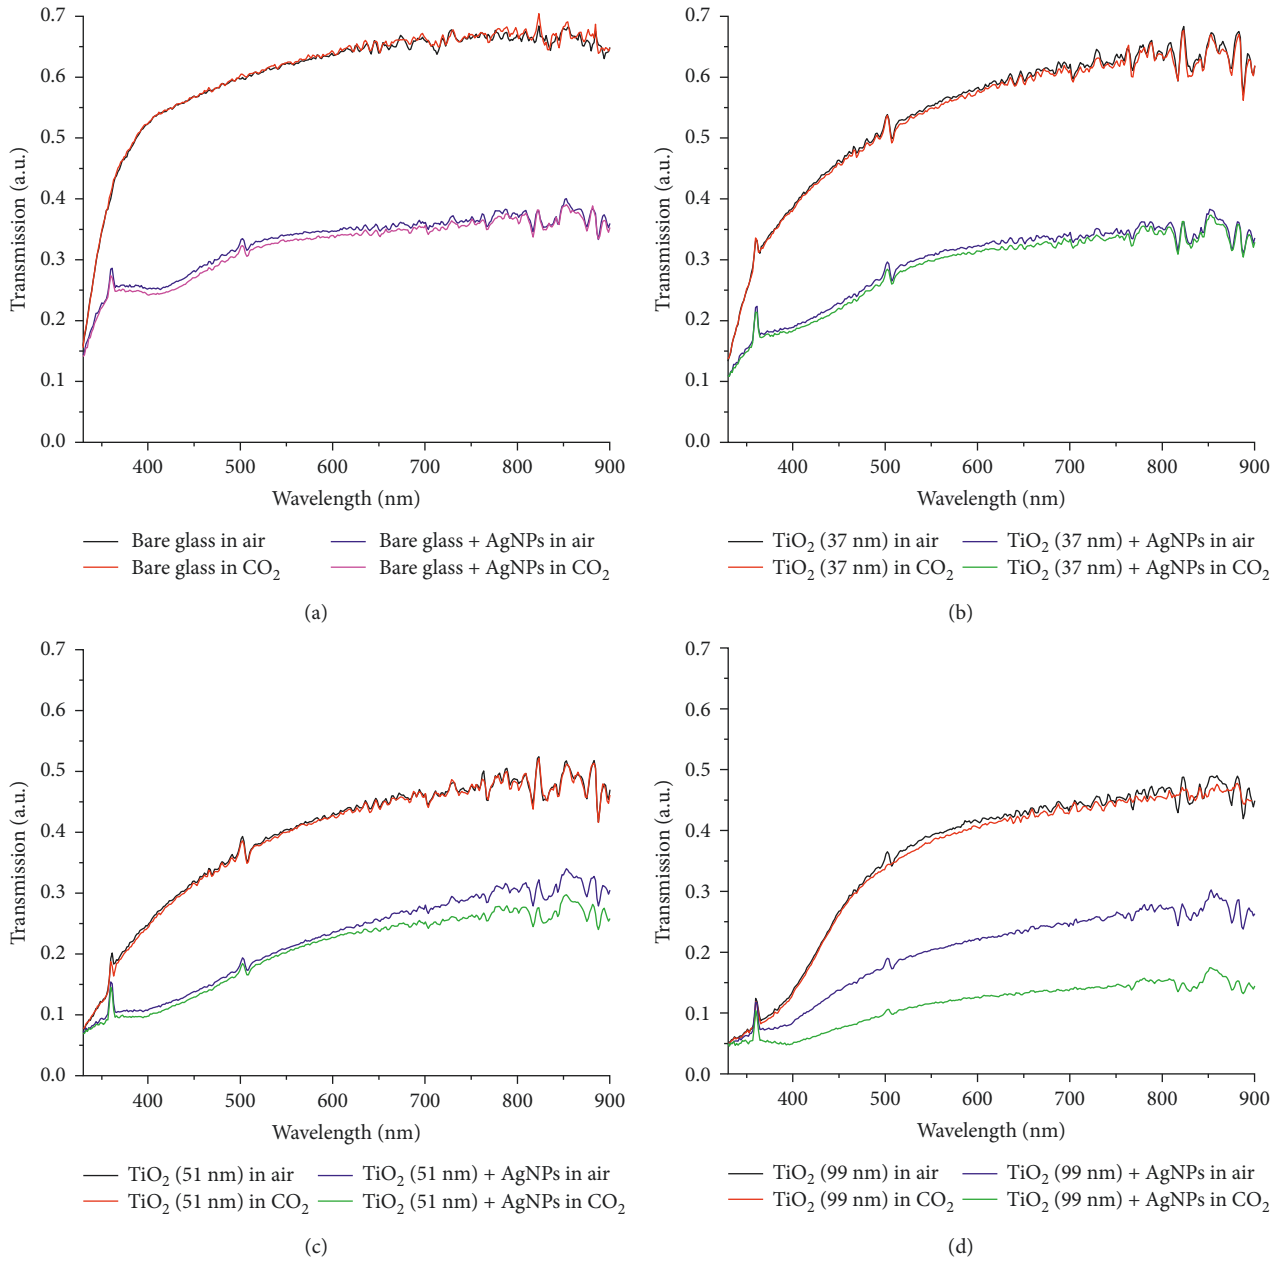 0.7
0.6
0.5
0.4
0.3
0.2
0.1
0.0
Transmission (a.u.)
400 500 600 700 800 900
Wavelength (nm)
Bare glass in air
Bare glass in CO2
Bare glass + AgNPs in air
Bare glass + AgNPs in CO2
(a)
0.7
0.6
0.5
0.4
0.3
0.2
0.1
0.0
Transmission (a.u.)
400 500 600 700 800 900
Wavelength (nm)
TiO2 (37 nm) in air
TiO2 (37 nm) in CO2
TiO2 (37 nm) + AgNPs in air
TiO2 (37 nm) + AgNPs in CO2
(b)
0.7
0.6
0.5
0.4
0.3
0.2
0.1
0.0
Transmission (a.u.)
400 500 600 700 800 900
Wavelength (nm)
TiO2 (51 nm) in air
TiO2 (51 nm) in CO2
TiO2 (51 nm) + AgNPs in air
TiO2 (51 nm) + AgNPs in CO2
(c)
0.7
0.6
0.5
0.4
0.3
0.2
0.1
0.0
Transmission (a.u.)
400 500 600 700 800 900
Wavelength (nm)
TiO2 (99 nm) in air
TiO2 (99 nm) in CO2
TiO2 (99 nm) + AgNPs in air
TiO2 (99 nm) + AgNPs in CO2
(d)